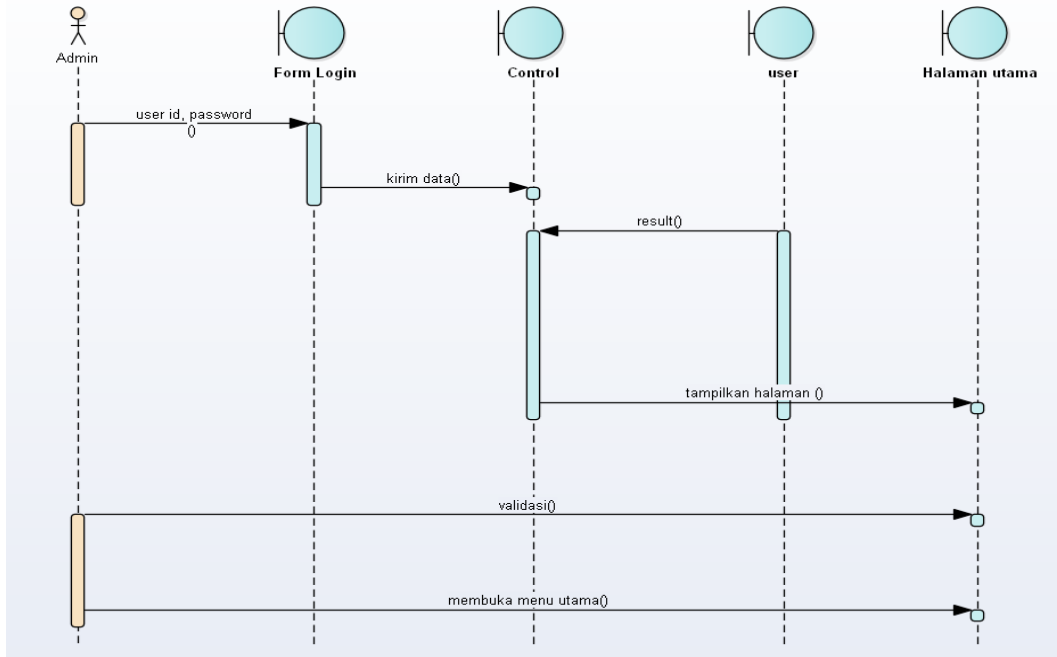 Admin
Form Login
Control
user
Halaman utama
user id, password
()
kirim data()
result()
tampilkan halaman ()
validasi()
membuka menu utama()